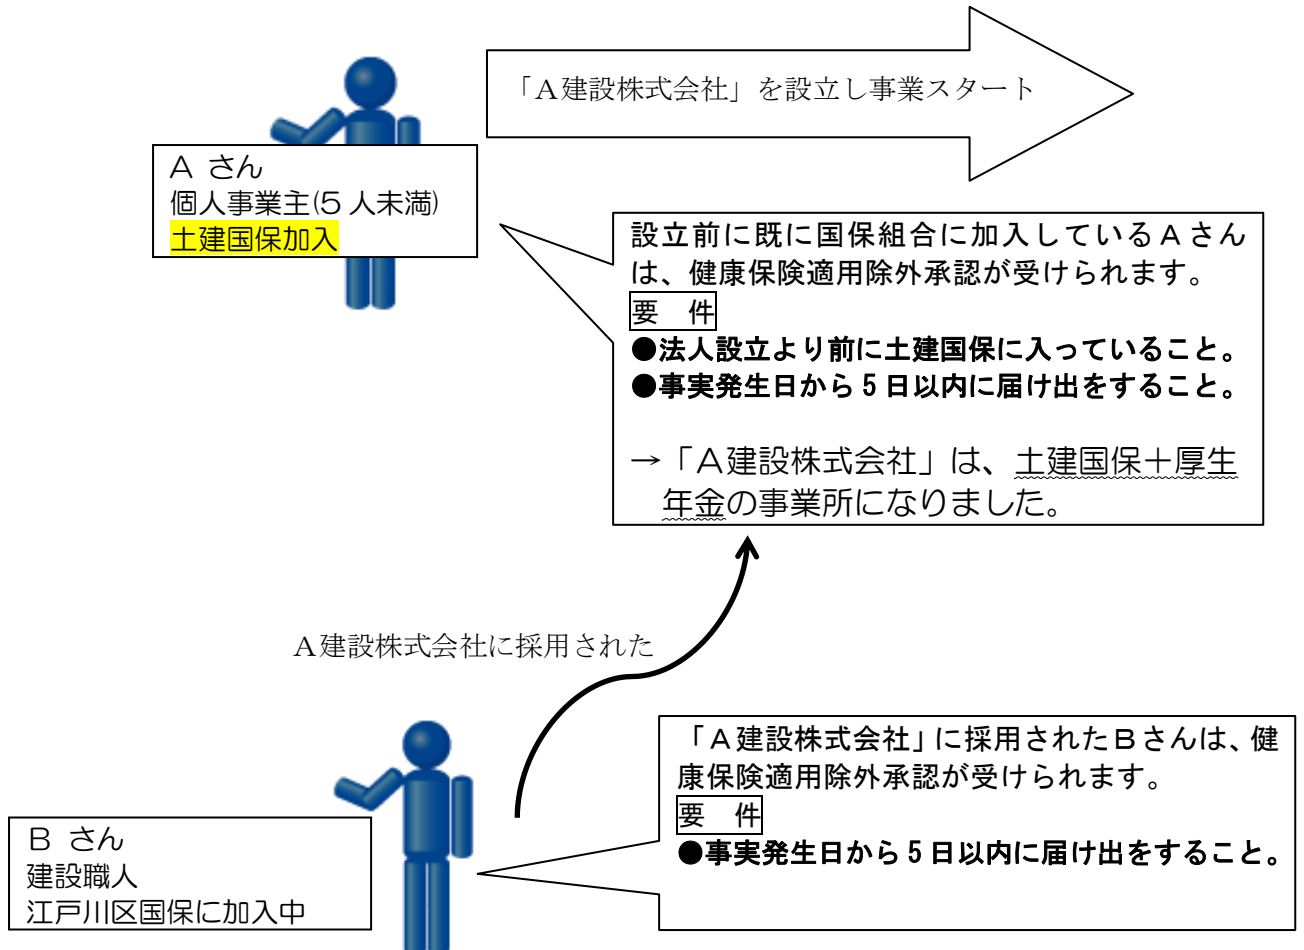 「A建設株式会社」を設立し事業スタート
A さん
個人事業主(5 人未満)
土建国保加入
設立前に既に国保組合に加入しているAさん
は、健康保険適用除外承認が受けられます。
要 件
●法人設立より前に土建国保に入っていること。
●事実発生日から5日以内に届け出をすること。
→「A建設株式会社」は、土建国保＋厚生
年金の事業所になりました。
A建設株式会社に採用された
「A建設株式会社」に採用されたBさんは、健
康保険適用除外承認が受けられます。
要 件
●事実発生日から5日以内に届け出をすること。
B さん
建設職人
江戸川区国保に加入中